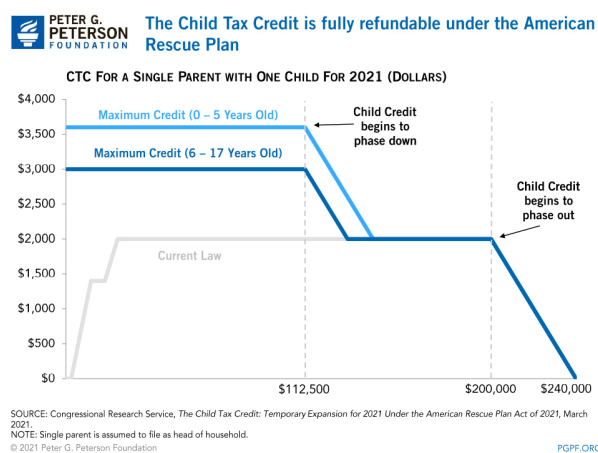 PETER G.
PETERSON
FOUNDATION
The Child Tax Credit is fully refundable under the American
Rescue Plan
CTC FOR A SINGLE PARENT WITH ONE CHILD FOR 2021 (DOLLARS)
$4,000
$3,500
$3,000
$2,500
$2,000
$1,500
$1,000
$500
$0
Maximum Credit (0 – 5 Years Old)
Maximum Credit (6 – 17 Years Old)
Child Credit
begins to
phase down
Child Credit
begins to
phase out
Current Law
$112,500
$200,000
$240,000
SOURCE: Congressional Research Service, The Child Tax Credit: Temporary Expansion for 2021 Under the American Rescue Plan Act of 2021, March
2021.
NOTE: Single parent is assumed to file as head of household.
© 2021 Peter G. Peterson Foundation
PGPF.ORG